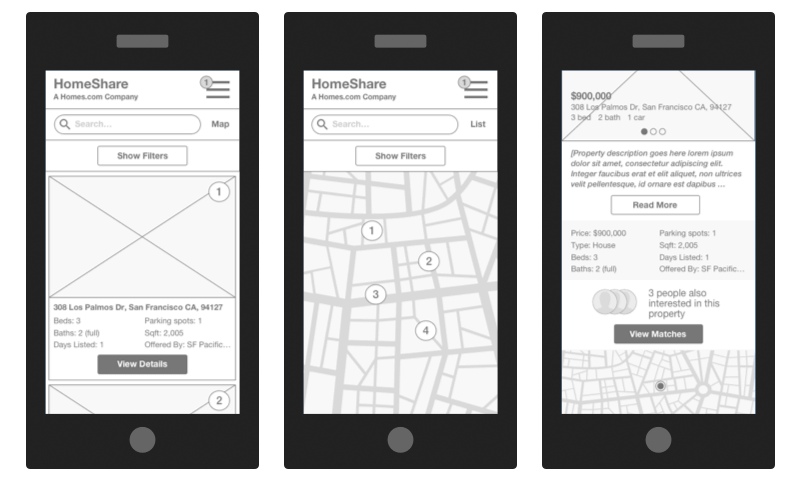 HomeShare
A Homes.com Company
1
Search...
Map
Show Filters
1
308 Los Palmos Dr, San Francisco CA, 94127
Beds: 3
Parking spots: 1
Baths: 2 (full)
Sqft: 2,005
Days Listed: 1
Offered By: SF Pacific...
View Details
2
HomeShare
A Homes.com Company
1
Search...
List
Show Filters
1
2
3
4
$900,000
308 Los Palmos Dr, San Francisco CA, 94127
3 bed 2 bath 1 car
[Property description goes here lorem ipsum
dolor sit amet, consectetur adipiscing elit.
Integer faucibus erat et elit aliquet, non ultrices
velit pellentesque, id ornare est dapibus ...
Read More
Price: $900,000
Parking spots: 1
Type: House
Sqft: 2,005
Beds: 3
Days Listed: 1
Baths: 2 (full)
Offered By: SF Pacific...
3 people also
interested in this
property
View Matches